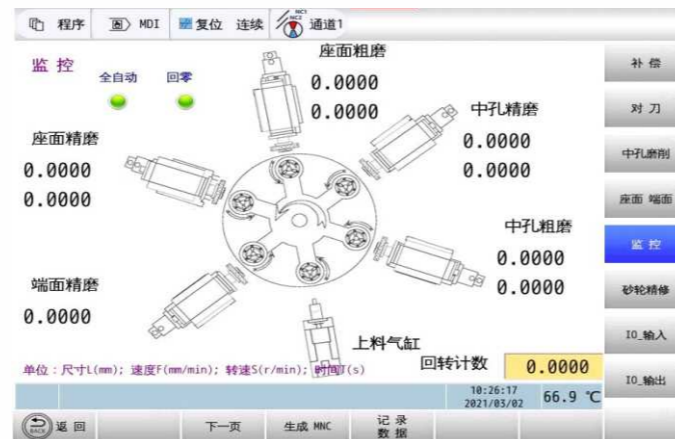 程序 MDI 复位 连续 NC1 NC2 通道1
监 控
全自动 回零
座面粗磨
0.0000
0.0000
中孔精磨
0.0000
0.0000
座面精磨
0.0000
0.0000
中孔粗磨
0.0000
0.0000
端面精磨
0.0000
上料气缸
回转计数 0.0000
单位：尺寸L(mm); 速度F(mm/min); 转速S(r/min); 时间T(s)
10:26:17
2021/03/02
66.9 ℃
补 偿
对 刀
中孔磨削
座面 端面
监 控
砂轮精修
IO_输入
IO_输出
BACK 返 回
下一页
生成 MNC
记 录
数 据